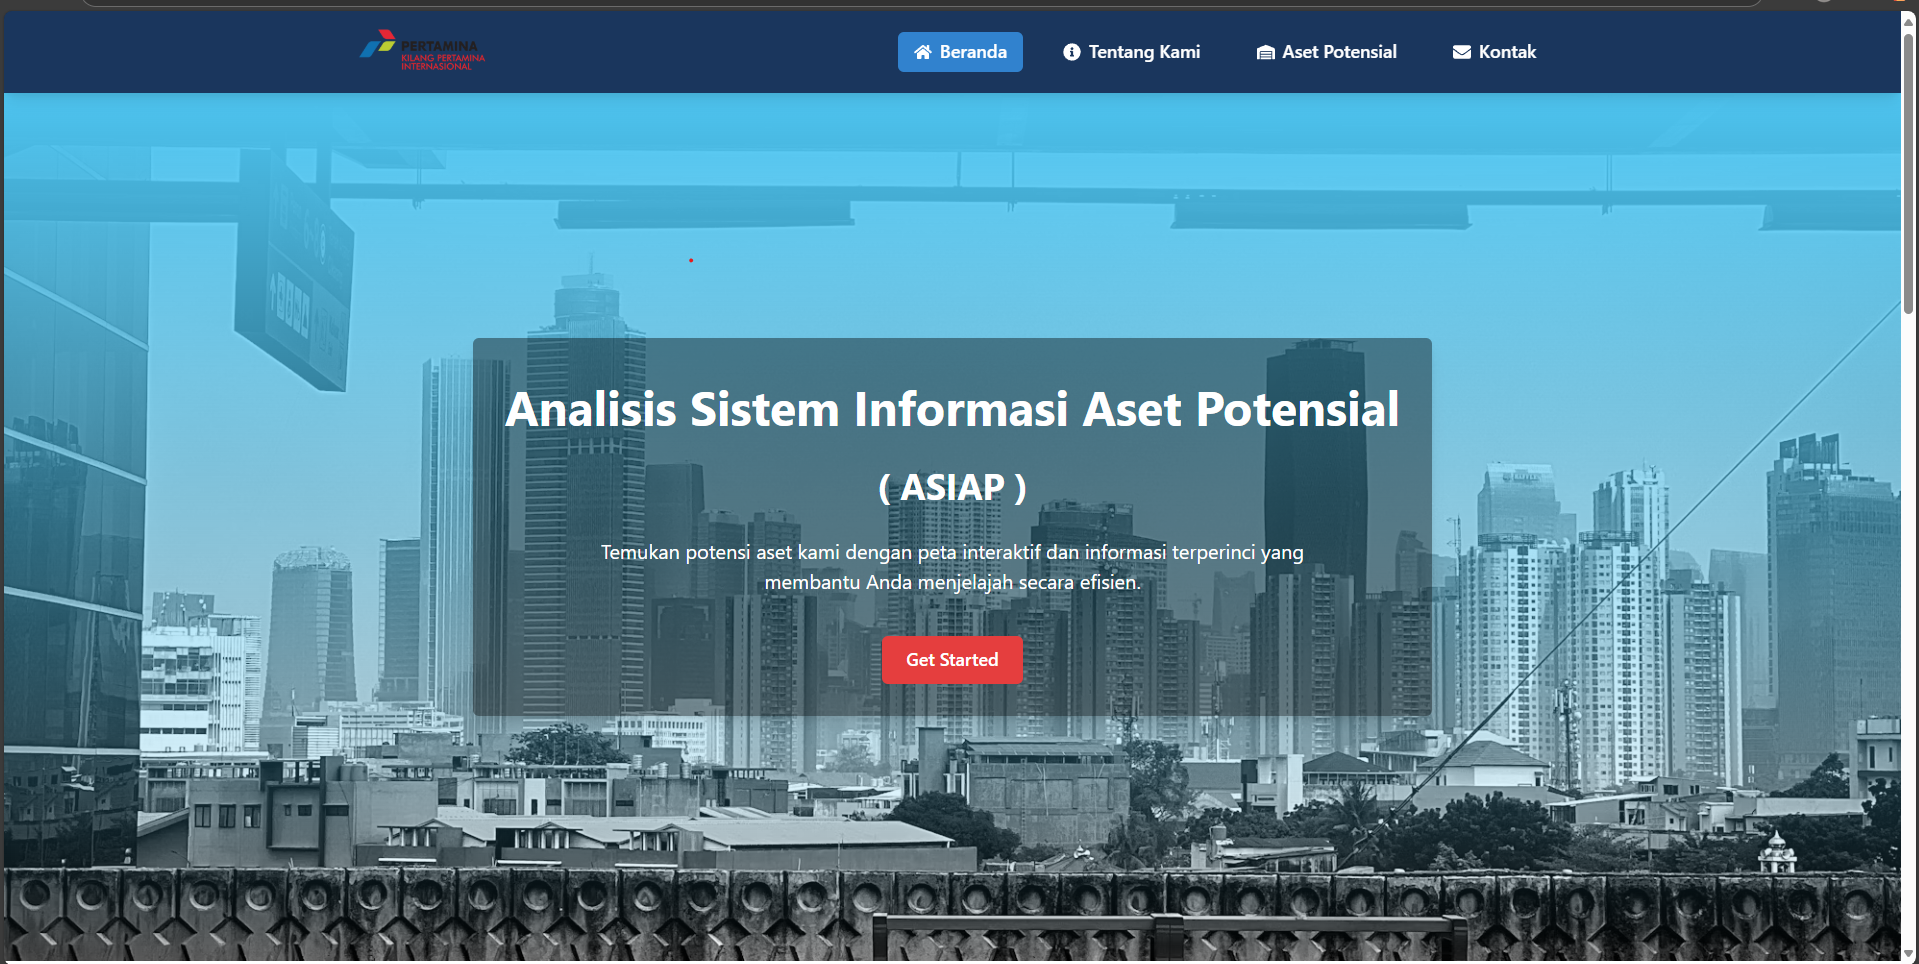 PERTAMINA
KILANG PERTAMINA
INTERNASIONAL
Beranda
Tentang Kami
Aset Potensial
Kontak
Analisis Sistem Informasi Aset Potensial
( ASIAP )
Temukan potensi aset kami dengan peta interaktif dan informasi terperinci yang
membantu Anda menjelajah secara efisien.
Get Started